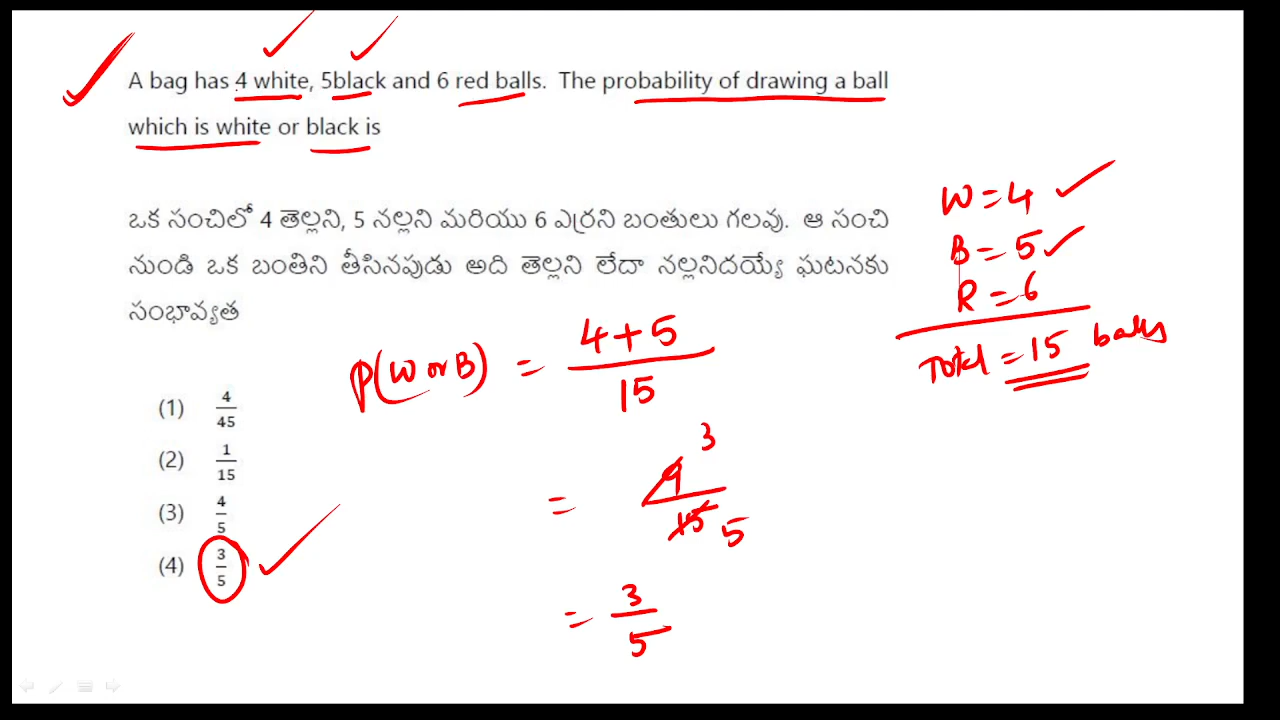 A bag has 4 white, 5black and 6 red balls. The probability of drawing a ball
which is white or black is
ఒక సంచిలో 4 తెల్లని, 5 నల్లని మరియు 6 ఎర్రని బంతులు గలవు. ఆ సంచి
నుండి ఒక బంతిని తీసినపుడు అది తెల్లని లేదా నల్లనిదయ్యే ఘటనకు
సంభావ్యత
W = 4
B = 5
R = 6
Total = 15 balls
P(W or B) = 4+5/15
= 9/15 3/5
= 3/5
(1) 4/45
(2) 1/15
(3) 4/5
(4) 3/5